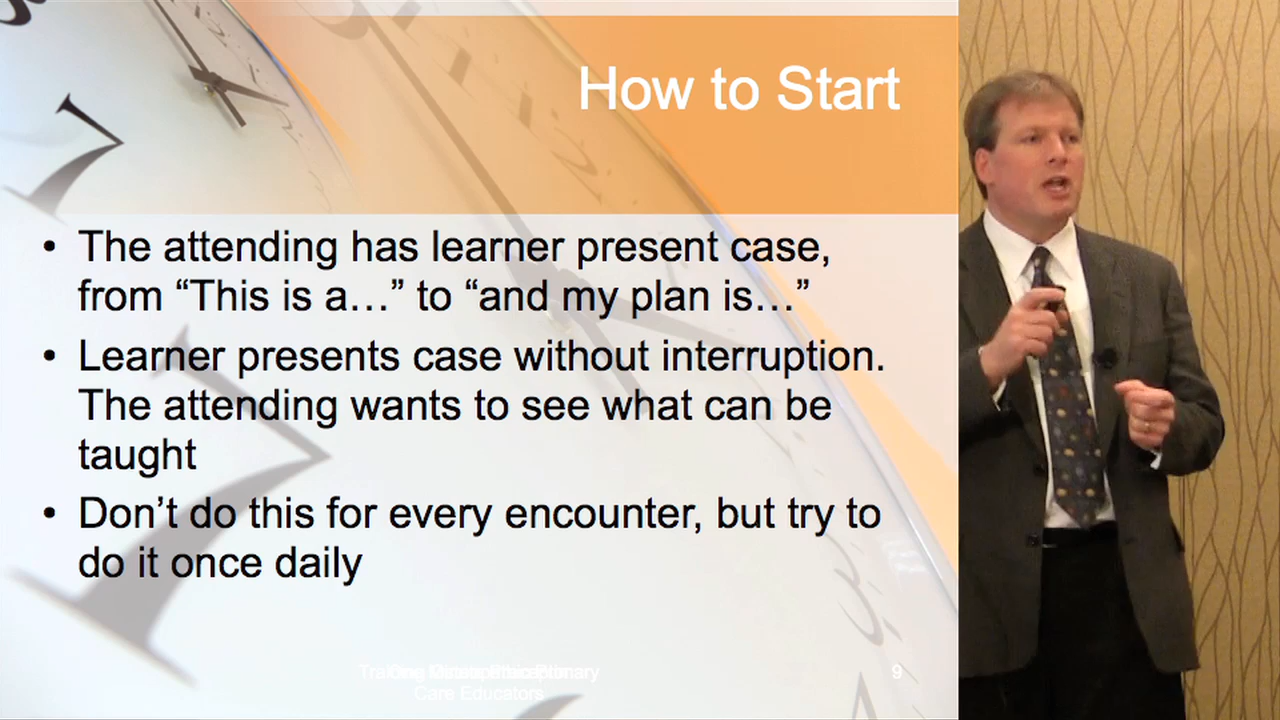 How to Start
• The attending has learner present case,
from “This is a…” to “and my plan is…”
• Learner presents case without interruption.
The attending wants to see what can be
taught
• Don’t do this for every encounter, but try to
do it once daily
Care Educators
9